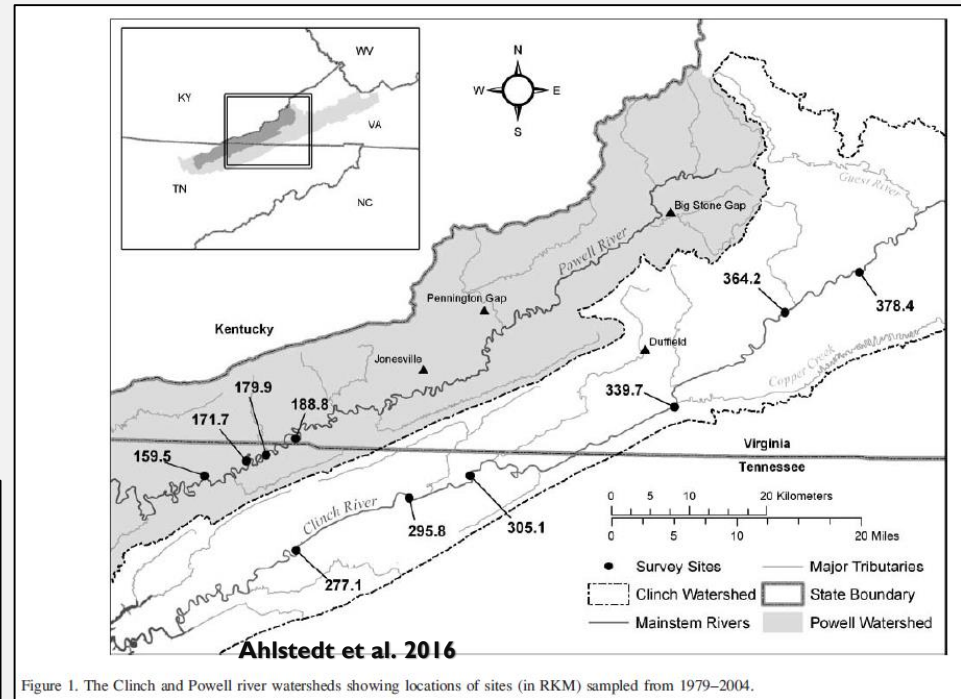 WV
KY
VA
TN
NC
N
W E
S
Guest River
Big Stone Gap
Powell River
364.2
378.4
Pennington Gap
Kentucky
Duffield
Jonesville
Copper Creek
339.7
179.9
188.8
171.7
159.5
Virginia
Tennessee
Clinch River
295.8
305.1
277.1
0 5 10 20 Kilometers
0 5 10 20 Miles
Survey Sites
Major Tributaries
Clinch Watershed
State Boundary
Mainstem Rivers
Powell Watershed
Ahlstedt et al. 2016
Figure 1. The Clinch and Powell river watersheds showing locations of sites (in RKM) sampled from 1979–2004.